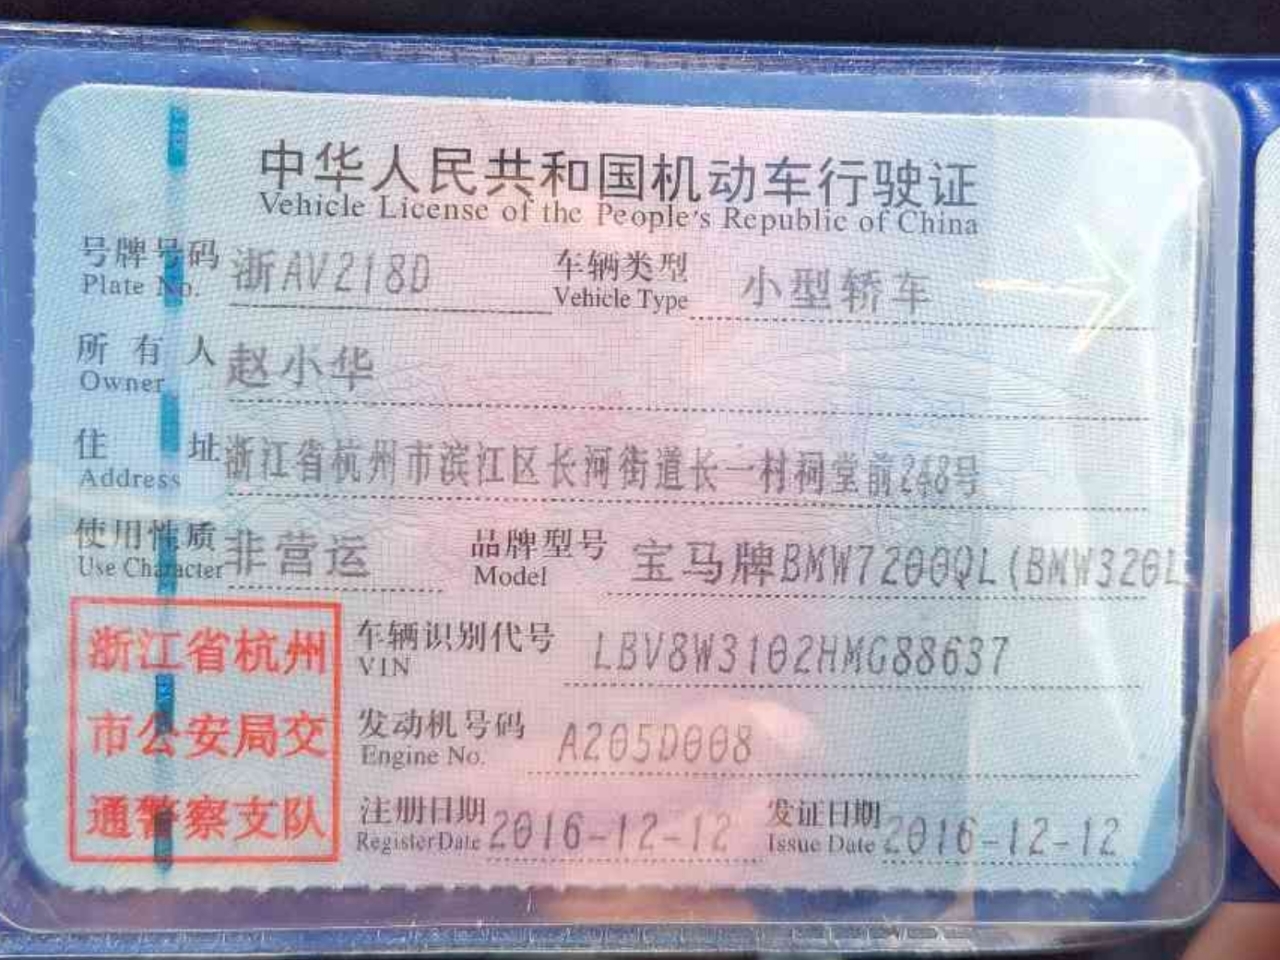 中华人民共和国机动车行驶证
Vehicle License of the People's Republic of China
号牌号码 浙AV218D 车辆类型 小型轿车
Plate No. Vehicle Type
所有人 赵小华
Owner
住址 浙江省杭州市滨江区长河街道长一村祠堂前248号
Address
使用性质 非营运 品牌型号 宝马牌BMW7200QL(BMW320L
Use Character Model
浙江省杭州
市公安局交
通警察支队
车辆识别代号 LBV8W3102HMG88637
VIN
发动机号码 A205D008
Engine No.
注册日期 2016-12-12 发证日期 2016-12-12
Register Date Issue Date